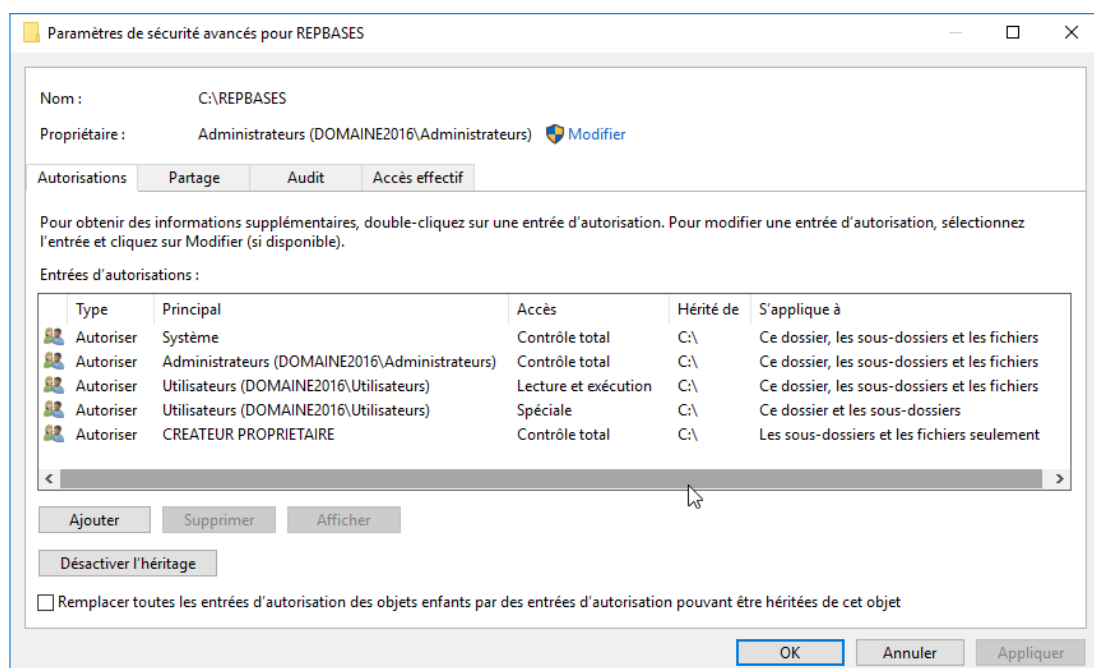 Paramètres de sécurité avancés pour REPBASES
Nom : C:\REPBASES
Propriétaire : Administrateurs (DOMAINE2016\Administrateurs) Modifier
Autorisations Partage Audit Accès effectif
Pour obtenir des informations supplémentaires, double-cliquez sur une entrée d'autorisation. Pour modifier une entrée d'autorisation, sélectionnez
l'entrée et cliquez sur Modifier (si disponible).
Entrées d'autorisations :
Type Principal Accès Hérité de S'applique à
Autoriser Système Contrôle total C:\ Ce dossier, les sous-dossiers et les fichiers
Autoriser Administrateurs (DOMAINE2016\Administrateurs) Contrôle total C:\ Ce dossier, les sous-dossiers et les fichiers
Autoriser Utilisateurs (DOMAINE2016\Utilisateurs) Lecture et exécution C:\ Ce dossier, les sous-dossiers et les fichiers
Autoriser Utilisateurs (DOMAINE2016\Utilisateurs) Spéciale C:\ Ce dossier et les sous-dossiers
Autoriser CREATEUR PROPRIETAIRE Contrôle total C:\ Les sous-dossiers et les fichiers seulement
Ajouter Supprimer Afficher
Désactiver l'héritage
Remplacer toutes les entrées d'autorisation des objets enfants par des entrées d'autorisation pouvant être héritées de cet objet
OK Annuler Appliquer